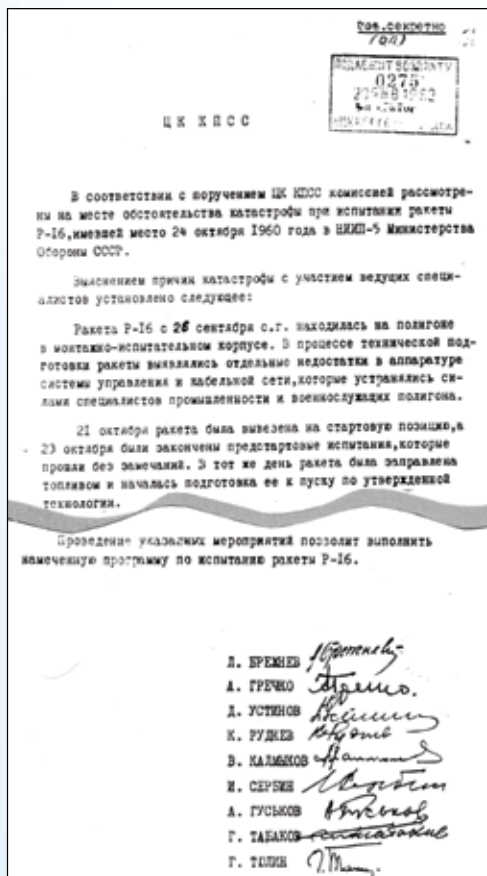 Сов.секретно
(ОП)
0275
ЦК КПСС
В соответствии с поручением ЦК КПСС комиссией рассмотре-
ны на месте обстоятельства катастрофы при испытании ракеты
Р-16,имевшей место 24 октября 1960 года в НИИП-5 Министерства
Обороны СССР.
Выяснением причин катастрофы с участием ведущих специ-
алистов установлено следующее:
Ракета Р-16 с 26 сентября с.г. находилась на полигоне
в монтажно-испытательном корпусе. В процессе технической под-
готовки ракеты выявлялись отдельные недостатки в аппаратуре
системы управления и кабельной сети,которые устранялись си-
лами специалистов промышленности и военнослужащих полигона.
21 октября ракета была вывезена на стартовую позицию,а
23 октября были закончены предстартовые испытания,которые
прошли без замечаний. В тот же день ракета была заправлена
топливом и началась подготовка ее к пуску по утвержденной
технологии.
Проведение указанных мероприятий позволит выполнить
намеченную программу по испытанию ракеты Р-16.
Л. БРЕЖНЕВ
А. ГРЕЧКО
Д. УСТИНОВ
К. РУДНЕВ
В. КАЛМЫКОВ
И. СЕРБИН
А. ГУСЬКОВ
Г. ТАБАКОВ
Г. ТЮЛИН